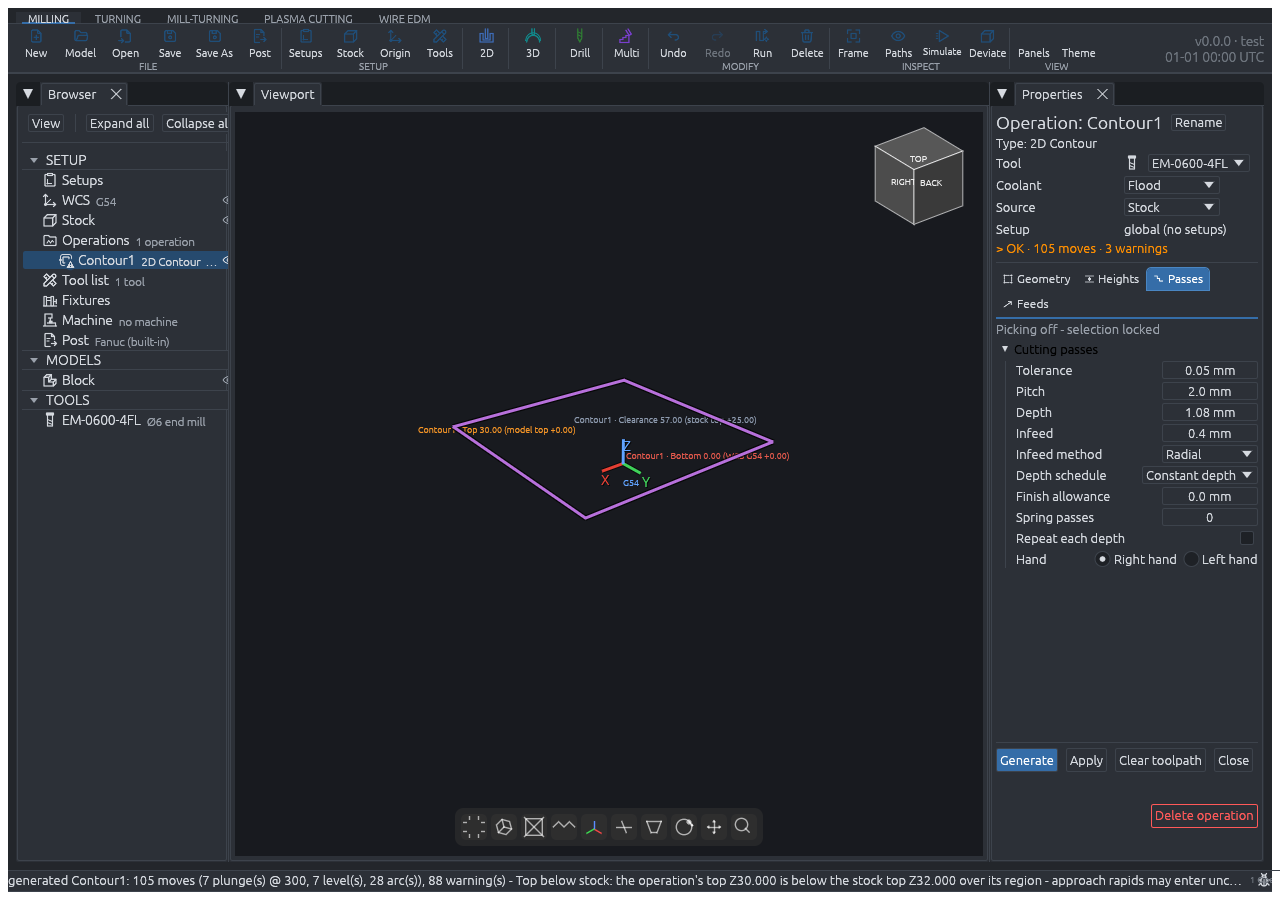 MILLING TURNING MILL-TURNING PLASMA CUTTING WIRE EDM
New Model Open Save Save As Post Setups Stock Origin Tools 2D 3D Drill Multi Undo Redo Run Delete Frame Paths Simulate Deviate Panels Theme
FILE SETUP MODIFY INSPECT VIEW
v0.0.0 · test
01-01 00:00 UTC
Browser
View Expand all Collapse al
SETUP
Setups
WCS G54
Stock
Operations 1 operation
Contour1 2D Contour ...
Tool list 1 tool
Fixtures
Machine no machine
Post Fanuc (built-in)
MODELS
Block
TOOLS
EM-0600-4FL Ø6 end mill
Viewport
TOP
RIGHT BACK
Contour1 · Clearance 57.00 (stock top +25.00)
Contour1 · Top 30.00 (model top +0.00)
Contour1 · Bottom 0.00 (WCS G54 +0.00)
Z
X G54 Y
Properties
Operation: Contour1 Rename
Type: 2D Contour
Tool EM-0600-4FL
Coolant Flood
Source Stock
Setup global (no setups)
> OK · 105 moves · 3 warnings
Geometry Heights Passes
Feeds
Picking off - selection locked
Cutting passes
Tolerance 0.05 mm
Pitch 2.0 mm
Depth 1.08 mm
Infeed 0.4 mm
Infeed method Radial
Depth schedule Constant depth
Finish allowance 0.0 mm
Spring passes 0
Repeat each depth
Hand Right hand Left hand
Generate Apply Clear toolpath Close
Delete operation
generated Contour1: 105 moves (7 plunge(s) @ 300, 7 level(s), 28 arc(s)), 88 warning(s) - Top below stock: the operation's top Z30.000 is below the stock top Z32.000 over its region - approach rapids may enter unc...